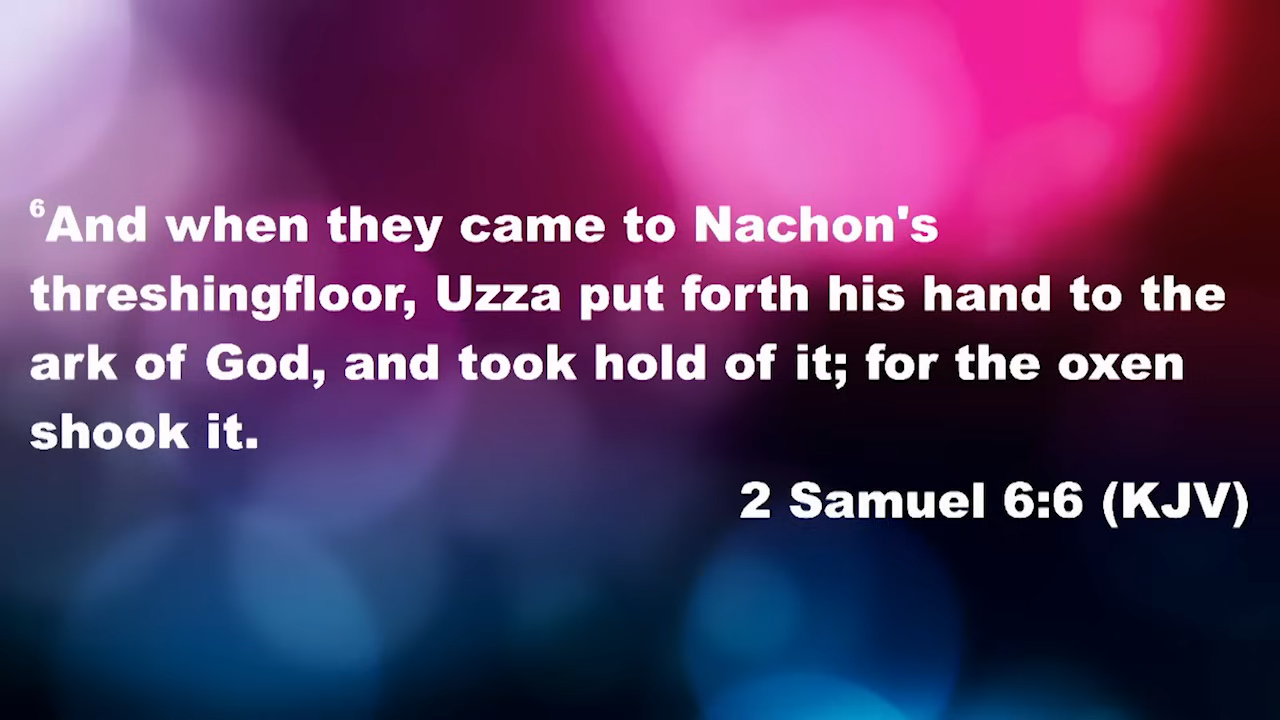 ⁶And when they came to Nachon's
threshingfloor, Uzza put forth his hand to the
ark of God, and took hold of it; for the oxen
shook it.
2 Samuel 6:6 (KJV)